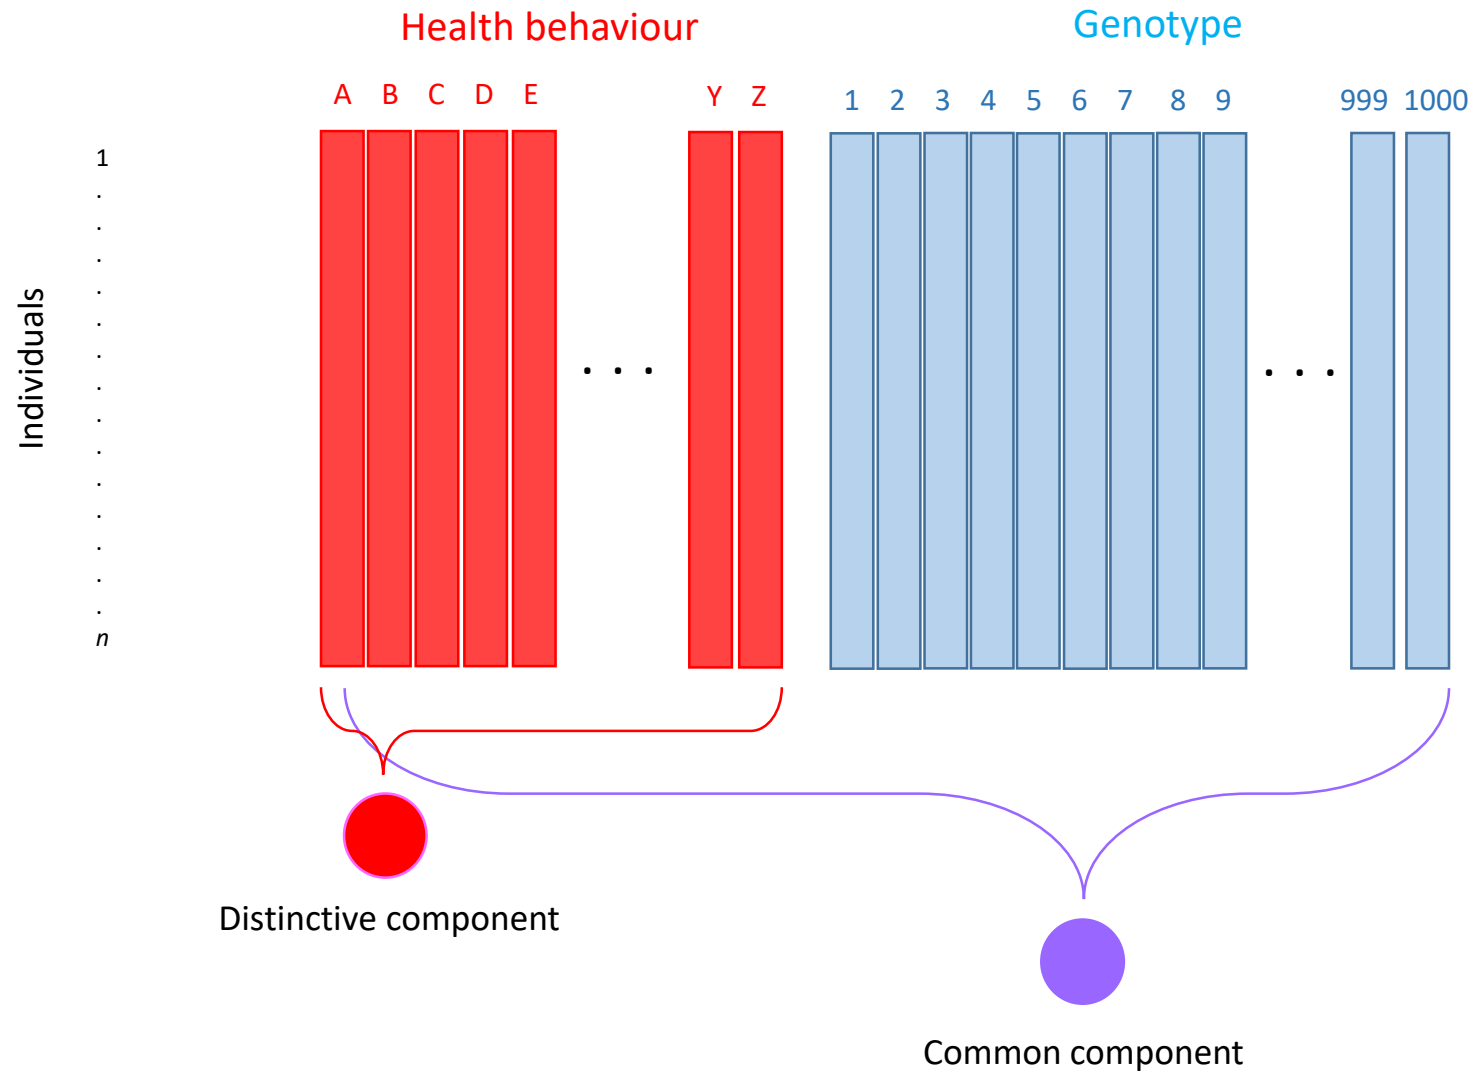 Health behaviour
Genotype
A B C D E Y Z
1 2 3 4 5 6 7 8 9 999 1000
Individuals
1
.
.
.
.
.
.
.
.
.
.
.
.
.
.
n
. . .
. . .
Distinctive component
Common component